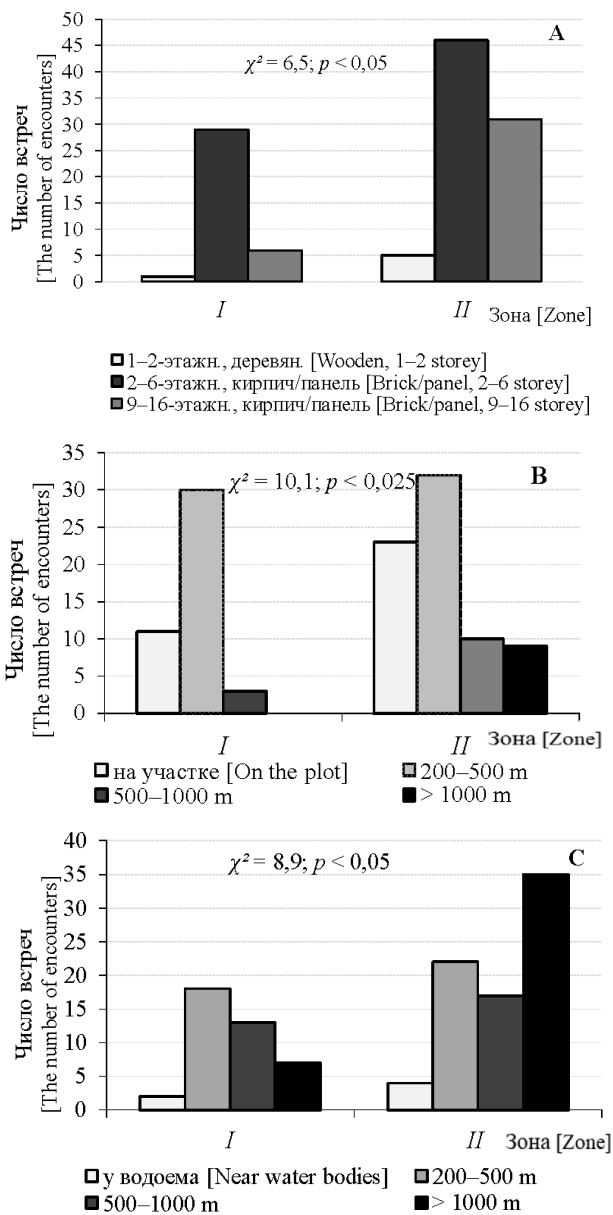 50
A
45
χ² = 6,5; p < 0,05
40
35
30
25
20
15
10
5
0
Число встреч
[The number of encounters]
I
II
Зона [Zone]
1–2-этажн., деревян. [Wooden, 1–2 storey]
2–6-этажн., кирпич/панель [Brick/panel, 2–6 storey]
9–16-этажн., кирпич/панель [Brick/panel, 9–16 storey]
35
χ² = 10,1; p < 0,025
B
30
25
20
15
10
5
0
Число встреч
[The number of encounters]
I
II
Зона [Zone]
на участке [On the plot]
200–500 m
500–1000 m
> 1000 m
40
χ² = 8,9; p < 0,05
C
35
30
25
20
15
10
5
0
Число встреч
[The number of encounters]
I
II
Зона [Zone]
у водоема [Near water bodies]
200–500 m
500–1000 m
> 1000 m